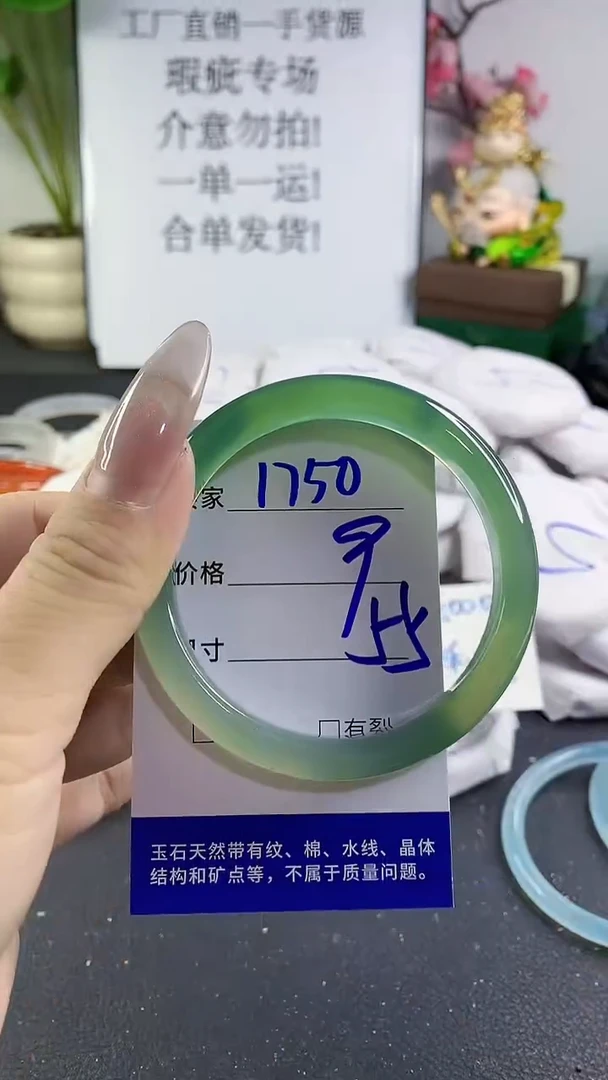 工厂直销一手货源
瑕疵专场
介意勿拍!
一单一运!
合单发货!
家 1750
价格
寸 55
有裂
玉石天然带有纹、棉、水线、晶体
结构和矿点等，不属于质量问题。